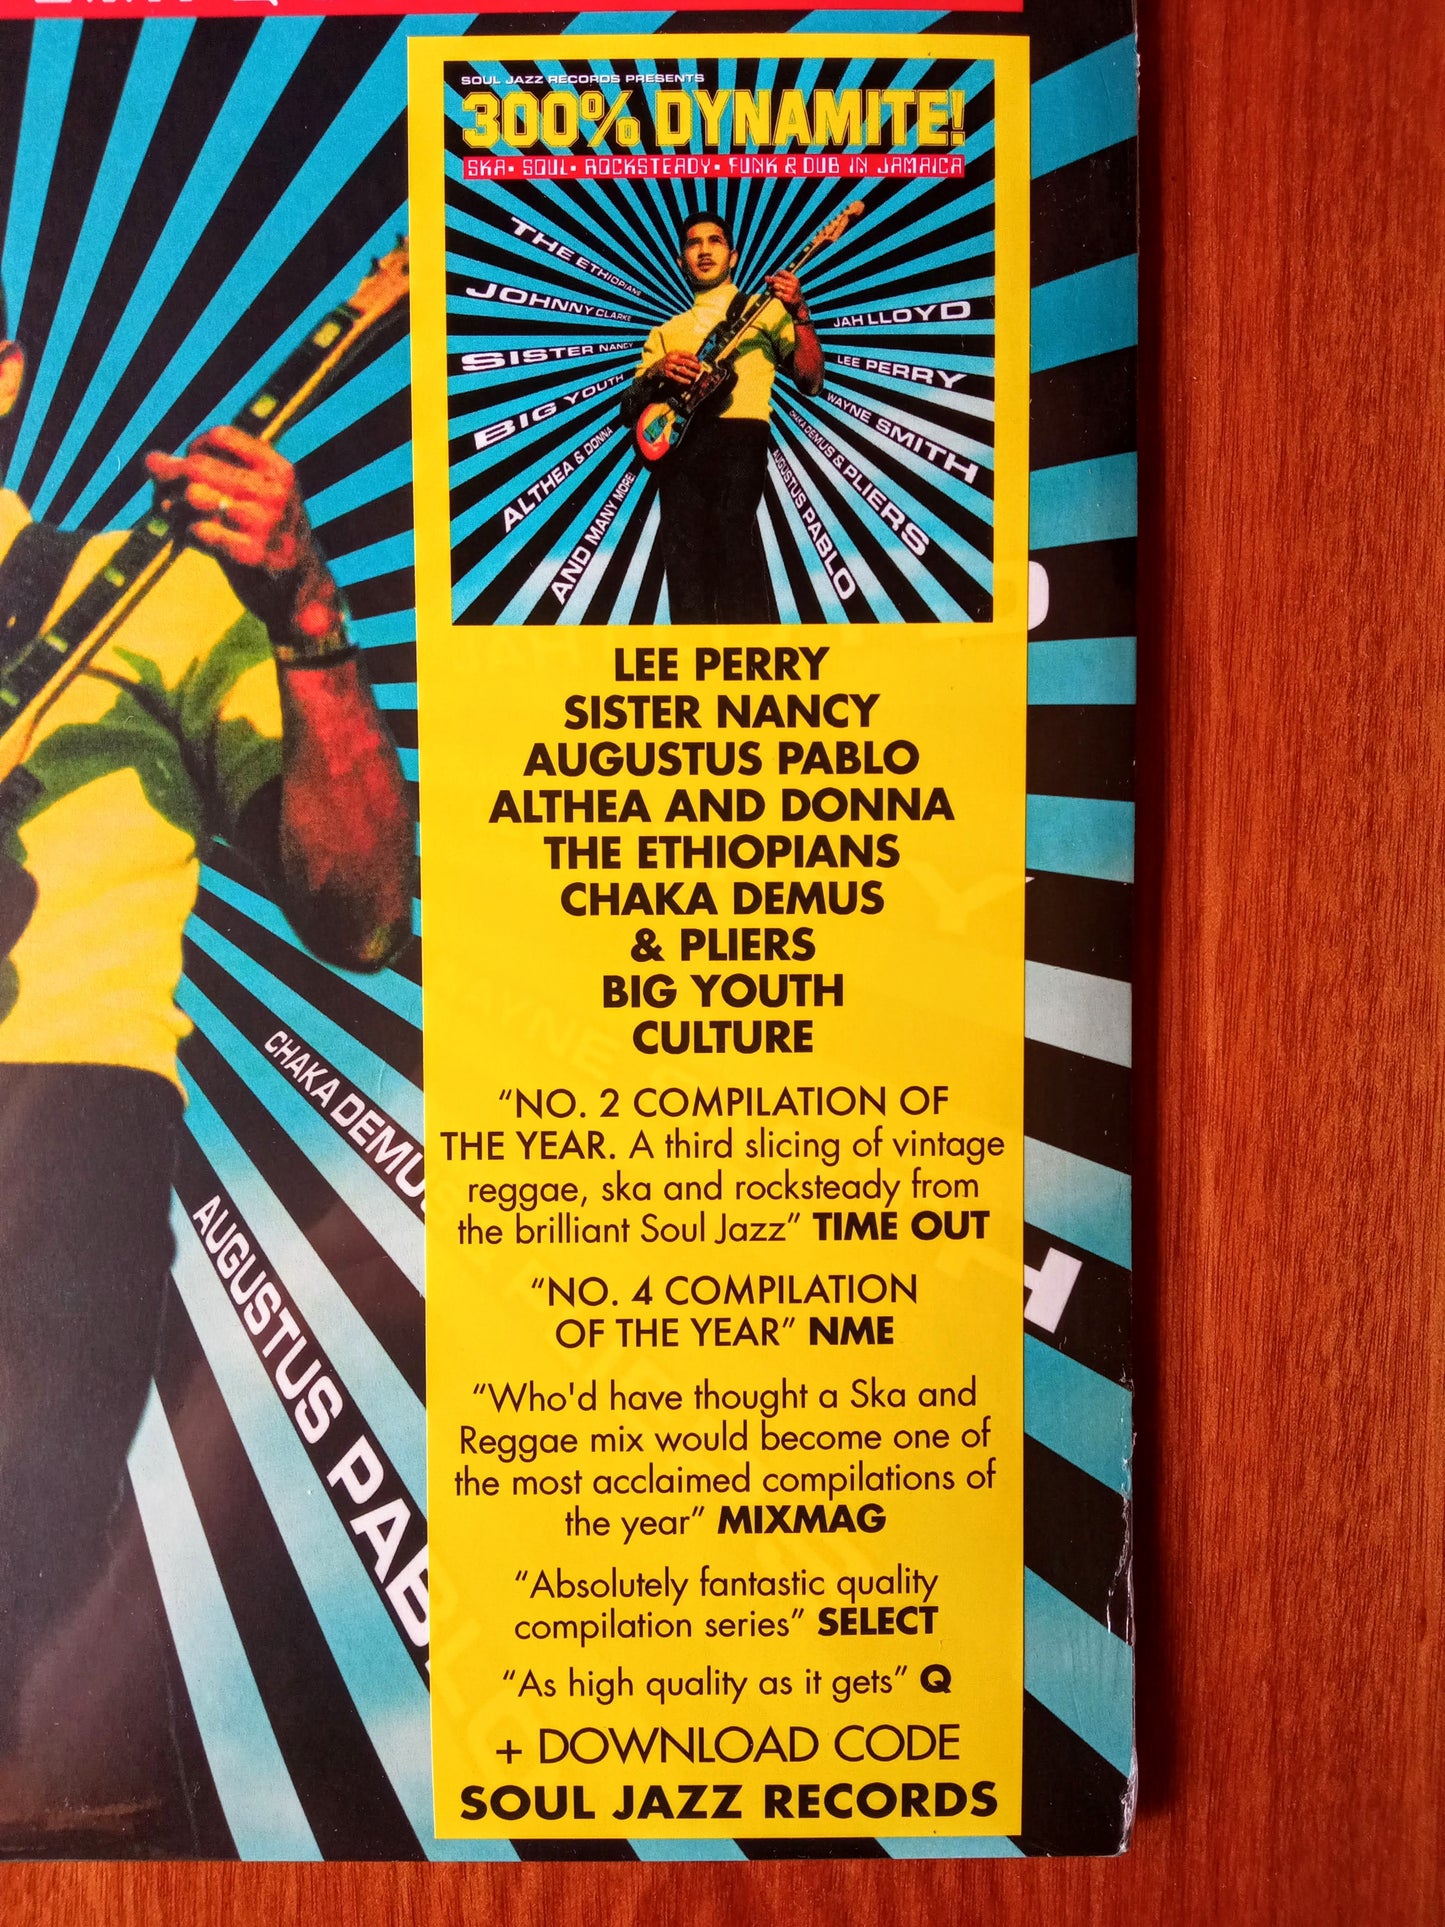 SOUL JAZZ RECORDS PRESENTS
300% DYNAMITE!
SKA• SOUL• ROCKSTEADY• FUNK & DUB IN JAMAICA
THE ETHIOPIANS
JOHNNY CLARKE
SISTER NANCY
BIG YOUTH
ALTHEA & DONNA
AND MANY MORE!
JAH LLOYD
LEE PERRY
WAYNE SMITH
CHAKA DEMUS & PLIERS
AUGUSTUS PABLO
LEE PERRY
SISTER NANCY
AUGUSTUS PABLO
ALTHEA AND DONNA
THE ETHIOPIANS
CHAKA DEMUS
& PLIERS
BIG YOUTH
CULTURE
“NO. 2 COMPILATION OF
THE YEAR. A third slicing of vintage
reggae, ska and rocksteady from
the brilliant Soul Jazz” TIME OUT
“NO. 4 COMPILATION
OF THE YEAR” NME
“Who'd have thought a Ska and
Reggae mix would become one of
the most acclaimed compilations of
the year” MIXMAG
“Absolutely fantastic quality
compilation series” SELECT
“As high quality as it gets” Q
+ DOWNLOAD CODE
SOUL JAZZ RECORDS
CHAKA DEMUS
AUGUSTUS PABLO